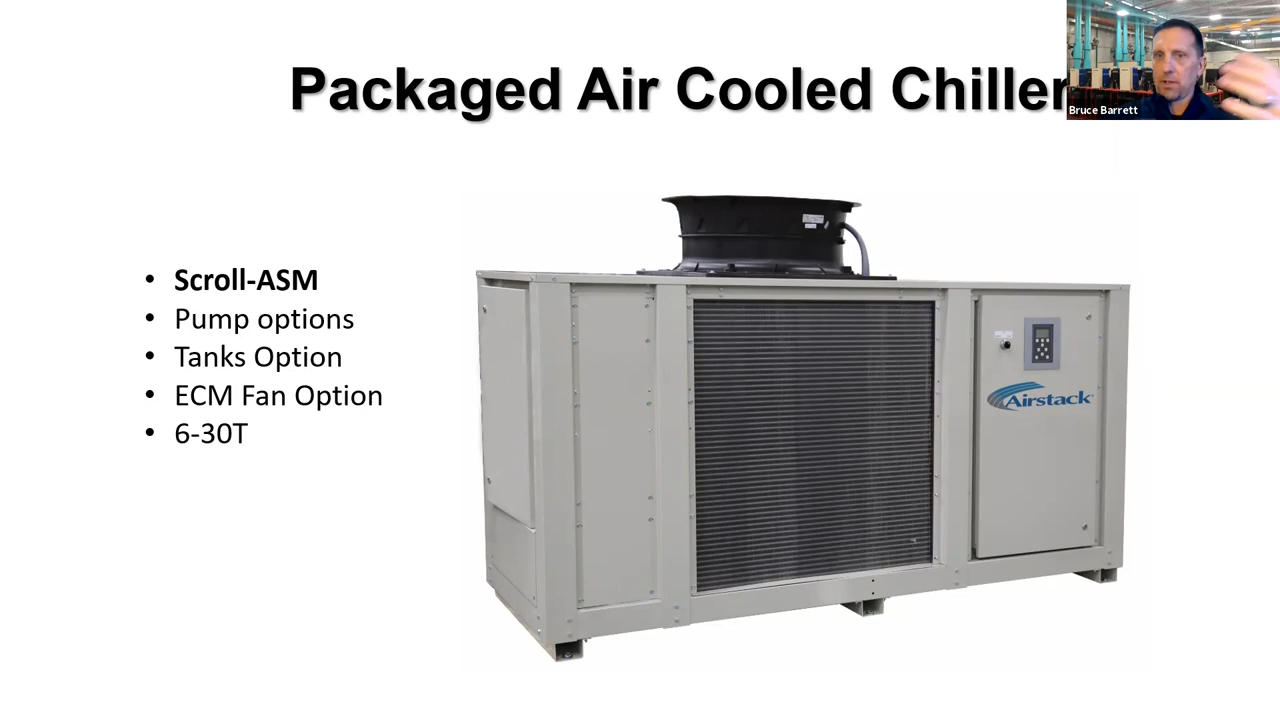 Packaged Air Cooled Chiller
Bruce Barrett
• Scroll-ASM
• Pump options
• Tanks Option
• ECM Fan Option
• 6-30T
Airstack